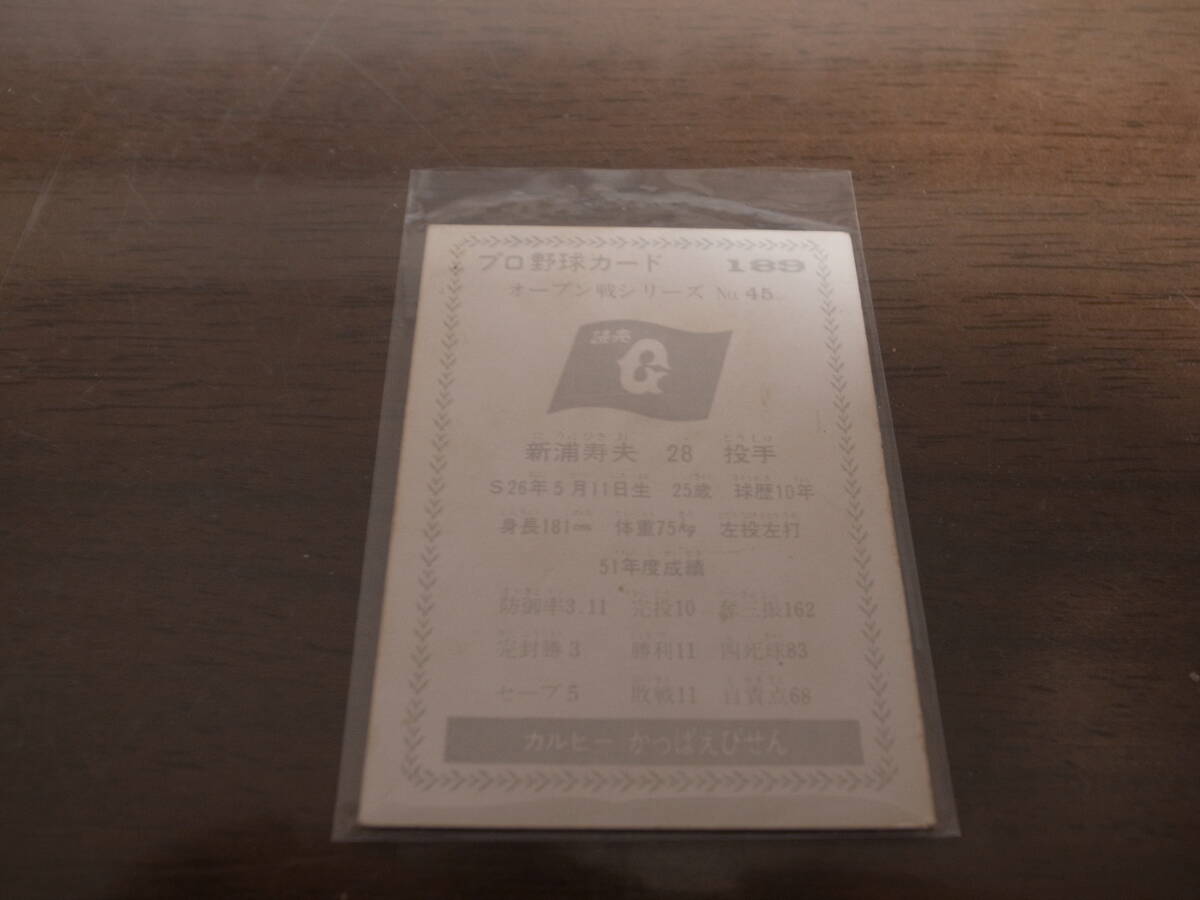 プロ野球カード 189
オープン戦シリーズ No. 45
読売
G
新浦寿夫 28 投手
S26年5月11日生 25歳 球歴10年
身長181cm 体重75kg 左投左打
51年度成績
防御率3.11 完投10 奪三振162
完封勝3 勝利11 四死球83
セーブ5 敗戦11 自責点68
カルビー かっぱえびせん